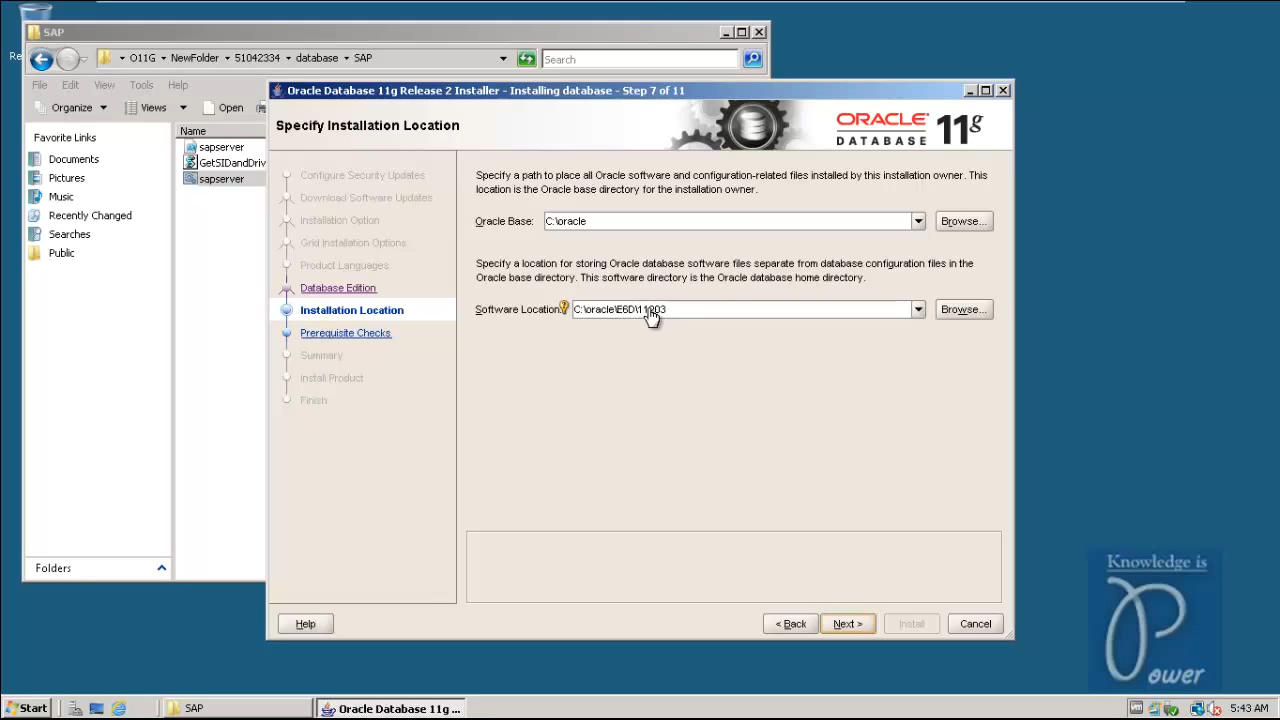 SAP
Re
O11G
NewFolder
51042334
database
SAP
Search
File
Edit
View
Tools
Help
Organize
Views
Open
Favorite Links
Documents
Pictures
Music
Recently Changed
Searches
Public
Folders
Name
sapserver
GetSIDandDriv
sapserver
Oracle Database 11g Release 2 Installer - Installing database - Step 7 of 11
Specify Installation Location
ORACLE
DATABASE
11g
Configure Security Updates
Download Software Updates
Installation Option
Grid Installation Options
Product Languages
Database Edition
Installation Location
Prerequisite Checks
Summary
Install Product
Finish
Specify a path to place all Oracle software and configuration-related files installed by this installation owner. This
location is the Oracle base directory for the installation owner.
Oracle Base:
C:\oracle
Browse...
Specify a location for storing Oracle database software files separate from database configuration files in the
Oracle base directory. This software directory is the Oracle database home directory.
Software Location:
C:\oracle\E6D\11203
Browse...
Help
< Back
Next >
Install
Cancel
Knowledge is
Power
Start
SAP
Oracle Database 11g ...
5:43 AM